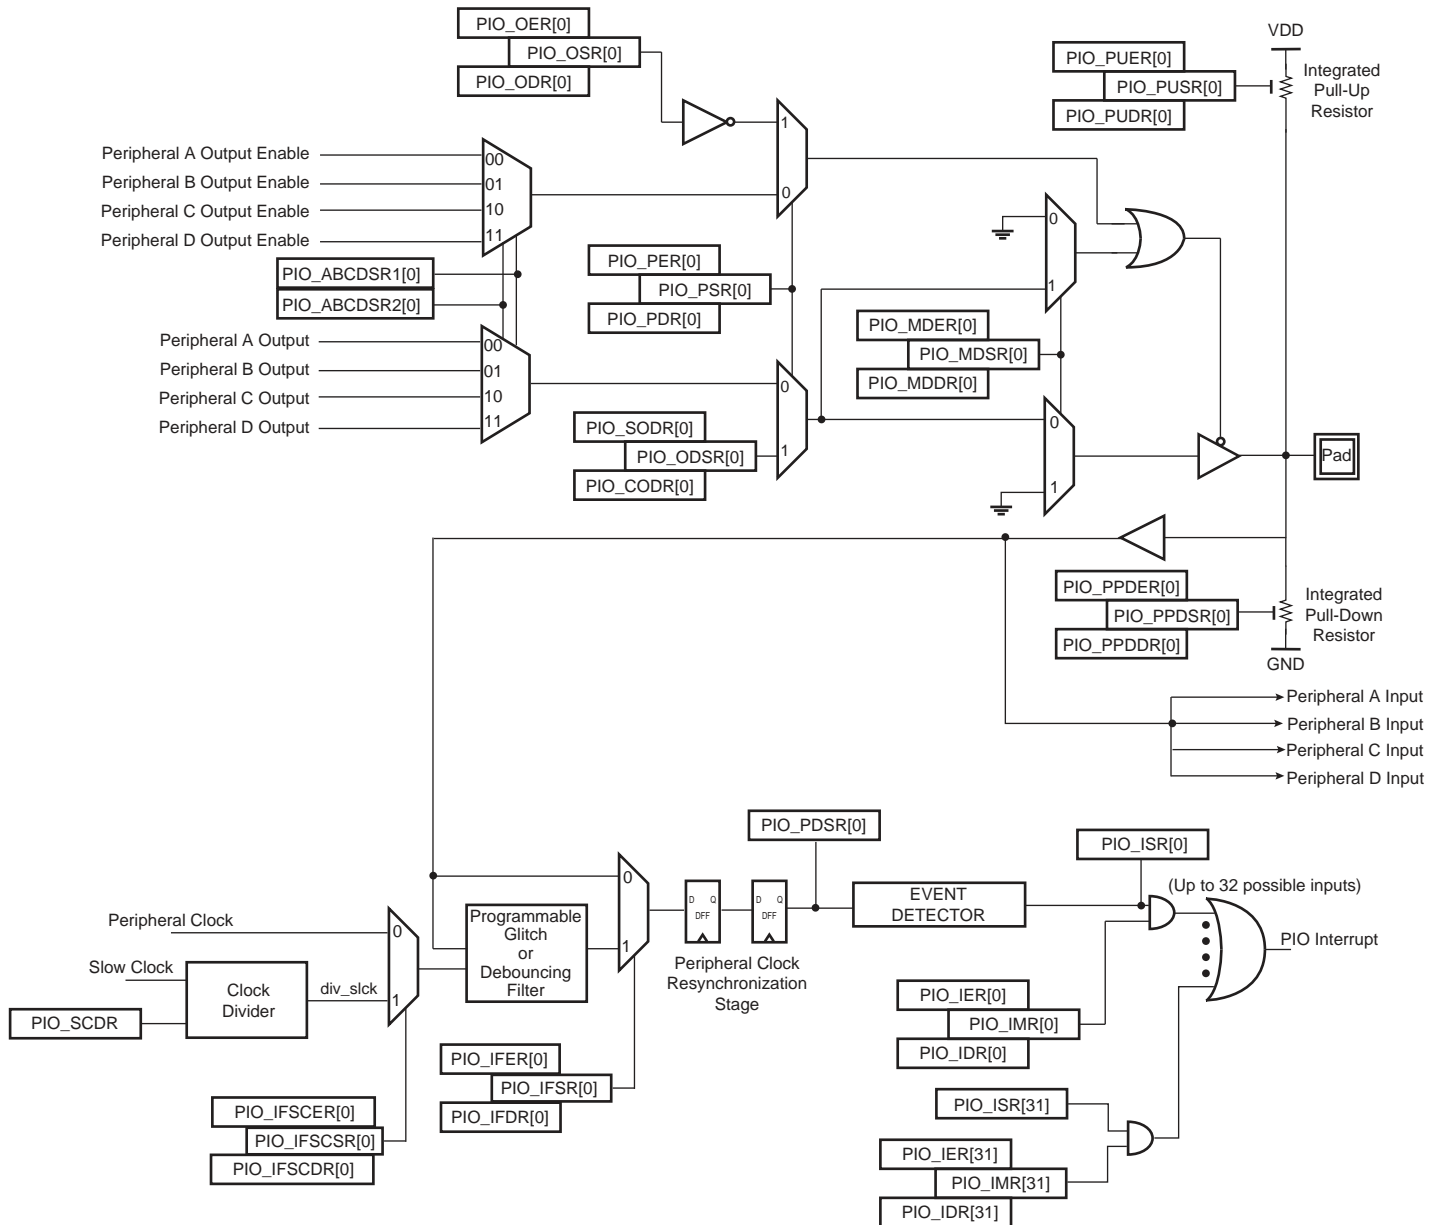 PIO_OER[0]
PIO_OSR[0]
PIO_ODR[0]
1
0
Peripheral A Output Enable
Peripheral B Output Enable
Peripheral C Output Enable
Peripheral D Output Enable
00
01
10
11
PIO_ABCDSR1[0]
PIO_ABCDSR2[0]
Peripheral A Output
Peripheral B Output
Peripheral C Output
Peripheral D Output
00
01
10
11
PIO_PER[0]
PIO_PSR[0]
PIO_PDR[0]
0
1
PIO_SODR[0]
PIO_ODSR[0]
PIO_CODR[0]
0
1
PIO_MDER[0]
PIO_MDSR[0]
PIO_MDDR[0]
0
1
VDD
PIO_PUER[0]
PIO_PUSR[0]
PIO_PUDR[0]
Integrated
Pull-Up
Resistor
Pad
PIO_PPDER[0]
PIO_PPDSR[0]
PIO_PPDDR[0]
Integrated
Pull-Down
Resistor
GND
Peripheral A Input
Peripheral B Input
Peripheral C Input
Peripheral D Input
Peripheral Clock
Slow Clock
PIO_SCDR
Clock
Divider
div_slck
0
1
PIO_IFSCER[0]
PIO_IFSCSR[0]
PIO_IFSCDR[0]
Programmable
Glitch
or
Debouncing
Filter
0
1
PIO_IFER[0]
PIO_IFSR[0]
PIO_IFDR[0]
D Q
DFF
D Q
DFF
Peripheral Clock
Resynchronization
Stage
PIO_PDSR[0]
EVENT
DETECTOR
PIO_ISR[0]
(Up to 32 possible inputs)
PIO Interrupt
PIO_IER[0]
PIO_IMR[0]
PIO_IDR[0]
PIO_ISR[31]
PIO_IER[31]
PIO_IMR[31]
PIO_IDR[31]